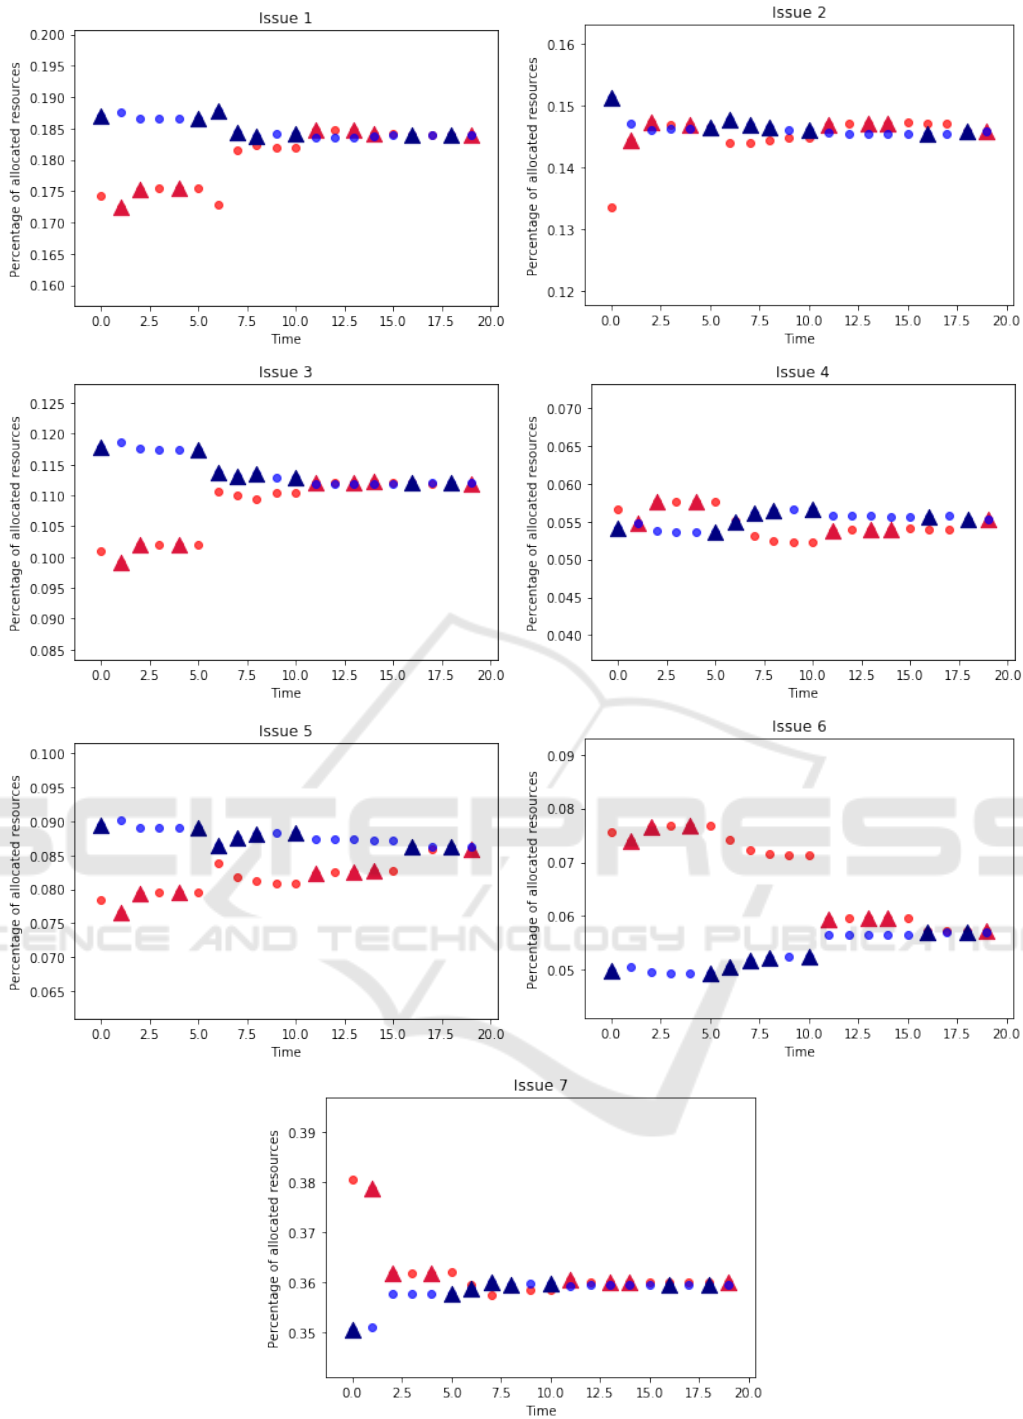 Issue 1
Percentage of allocated resources
0.200
0.195
0.190
0.185
0.180
0.175
0.170
0.165
0.160
0.0 2.5 5.0 7.5 10.0 12.5 15.0 17.5 20.0
Time
Issue 2
Percentage of allocated resources
0.16
0.15
0.14
0.13
0.12
0.0 2.5 5.0 7.5 10.0 12.5 15.0 17.5 20.0
Time
Issue 3
Percentage of allocated resources
0.125
0.120
0.115
0.110
0.105
0.100
0.095
0.090
0.085
0.0 2.5 5.0 7.5 10.0 12.5 15.0 17.5 20.0
Time
Issue 4
Percentage of allocated resources
0.070
0.065
0.060
0.055
0.050
0.045
0.040
0.0 2.5 5.0 7.5 10.0 12.5 15.0 17.5 20.0
Time
Issue 5
Percentage of allocated resources
0.100
0.095
0.090
0.085
0.080
0.075
0.070
0.065
0.0 2.5 5.0 7.5 10.0 12.5 15.0 17.5 20.0
Time
Issue 6
Percentage of allocated resources
0.09
0.08
0.07
0.06
0.05
0.0 2.5 5.0 7.5 10.0 12.5 15.0 17.5 20.0
Time
SCITEPRESS
ENCE AND TECHNOLOGY PUBLICATIO
Issue 7
Percentage of allocated resources
0.39
0.38
0.37
0.36
0.35
0.0 2.5 5.0 7.5 10.0 12.5 15.0 17.5 20.0
Time